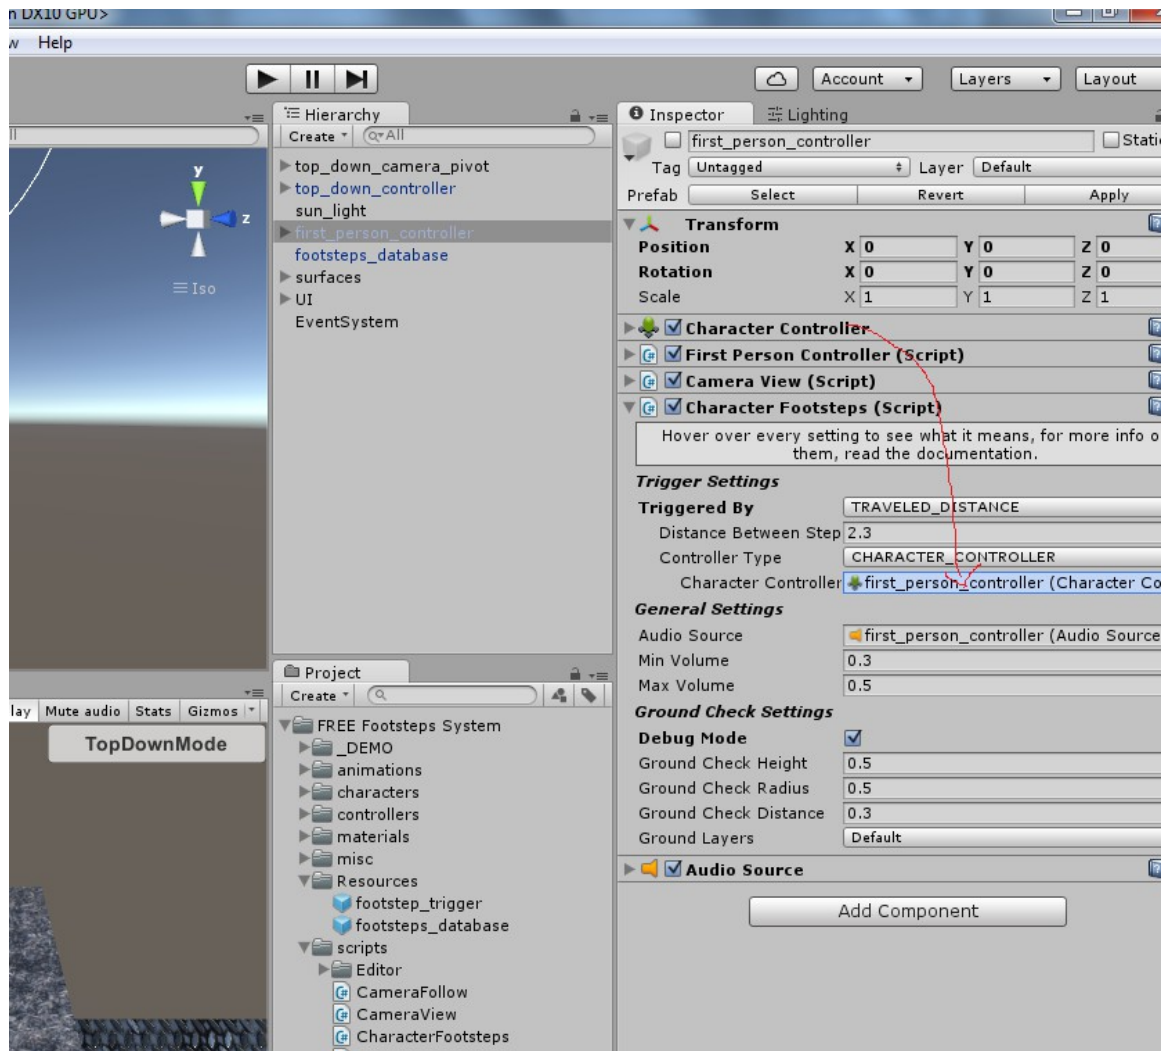 n DX10 GPU>
w Help
Account Layers Layout
Hierarchy
Create All
top_down_camera_pivot
top_down_controller
sun_light
first_person_controller
footsteps_database
surfaces
UI
EventSystem
y
z
Iso
lay Mute audio Stats Gizmos
TopDownMode
Project
Create
FREE Footsteps System
_DEMO
animations
characters
controllers
materials
misc
Resources
footstep_trigger
footsteps_database
scripts
Editor
CameraFollow
CameraView
CharacterFootsteps
Inspector Lighting
first_person_controller Stati
Tag Untagged Layer Default
Prefab Select Revert Apply
Transform
Position X 0 Y 0 Z 0
Rotation X 0 Y 0 Z 0
Scale X 1 Y 1 Z 1
Character Controller
First Person Controller (Script)
Camera View (Script)
Character Footsteps (Script)
Hover over every setting to see what it means, for more info o
them, read the documentation.
Trigger Settings
Triggered By TRAVELED_DISTANCE
Distance Between Step 2.3
Controller Type CHARACTER_CONTROLLER
Character Controller first_person_controller (Character Co
General Settings
Audio Source first_person_controller (Audio Source
Min Volume 0.3
Max Volume 0.5
Ground Check Settings
Debug Mode
Ground Check Height 0.5
Ground Check Radius 0.5
Ground Check Distance 0.3
Ground Layers Default
Audio Source
Add Component